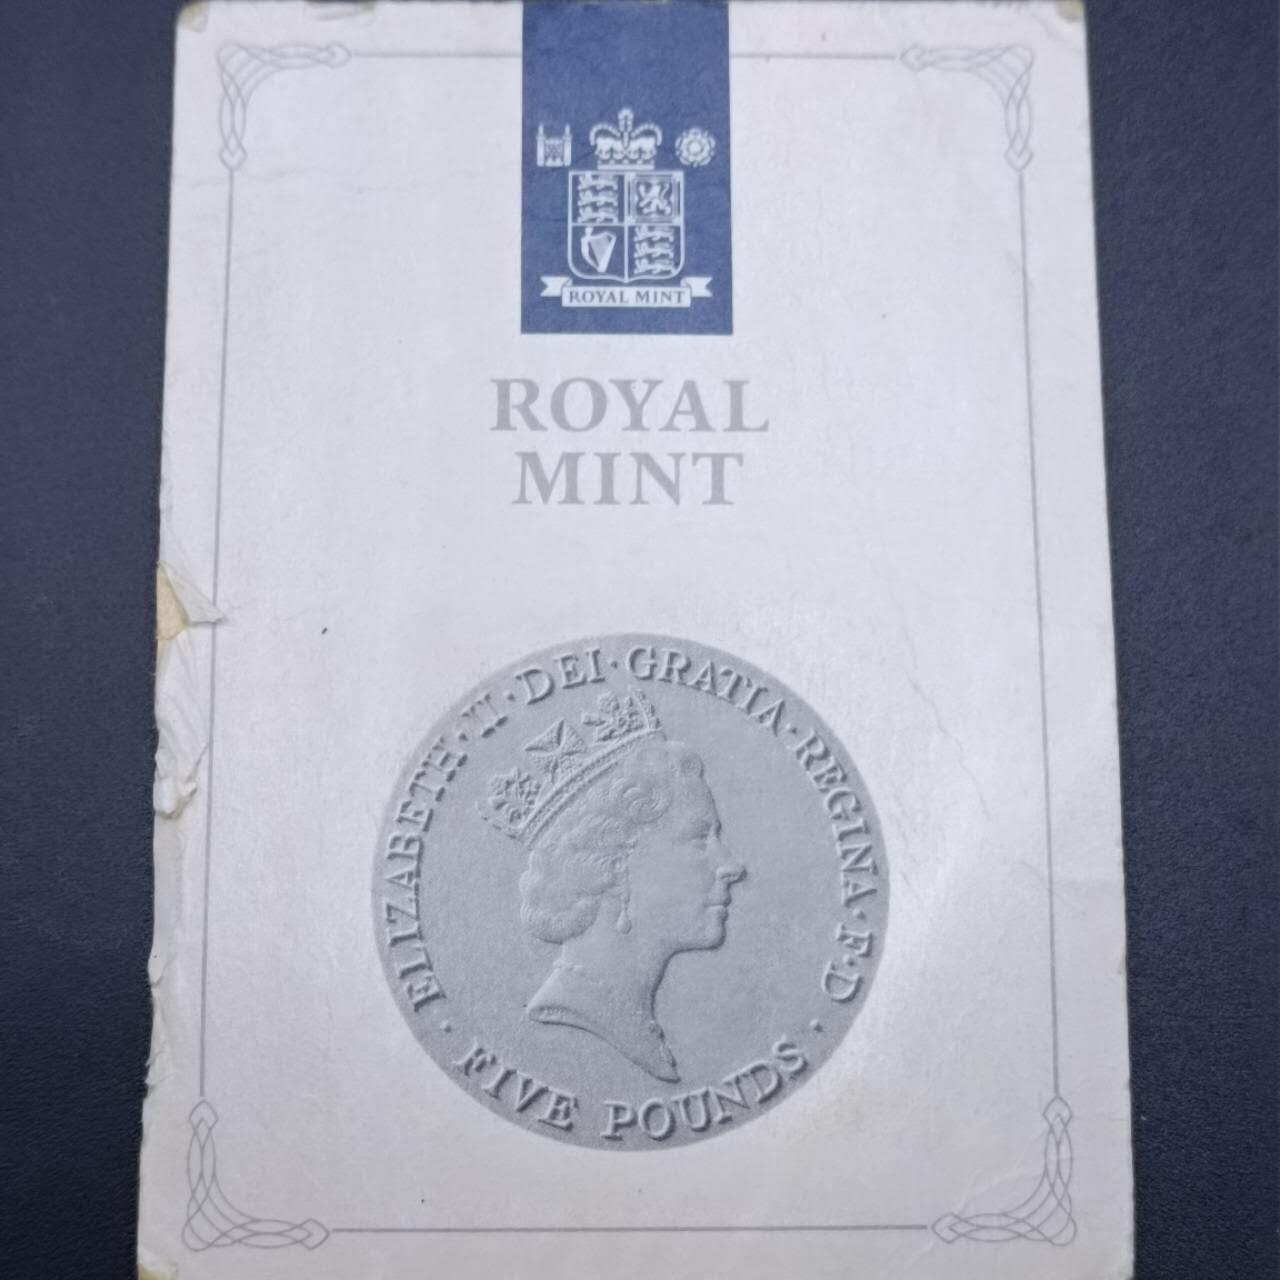 ROYAL MINT
ROYAL
MINT
ELIZABETH·II·DEI·GRATIA·REGINA·F·D
· FIVE POUNDS ·